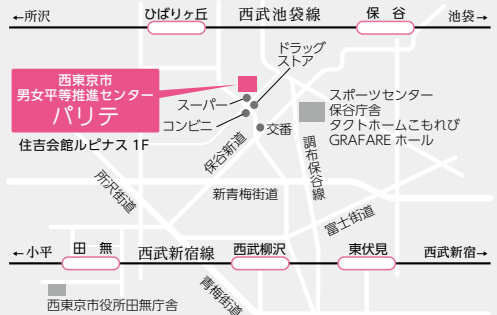 ←所沢
ひばりヶ丘
西武池袋線
保 谷
池袋→
ドラッグ
ストア
西東京市
男女平等推進センター
パリテ
住吉会館ルピナス 1F
スーパー
コンビニ
交番
スポーツセンター
保谷庁舎
タクトホームこもれび
GRAFARE ホール
保谷新道
調布保谷線
所沢街道
新青梅街道
富士街道
←小平
田 無
西武新宿線
西武柳沢
東伏見
西武新宿→
青梅街道
西東京市役所田無庁舎